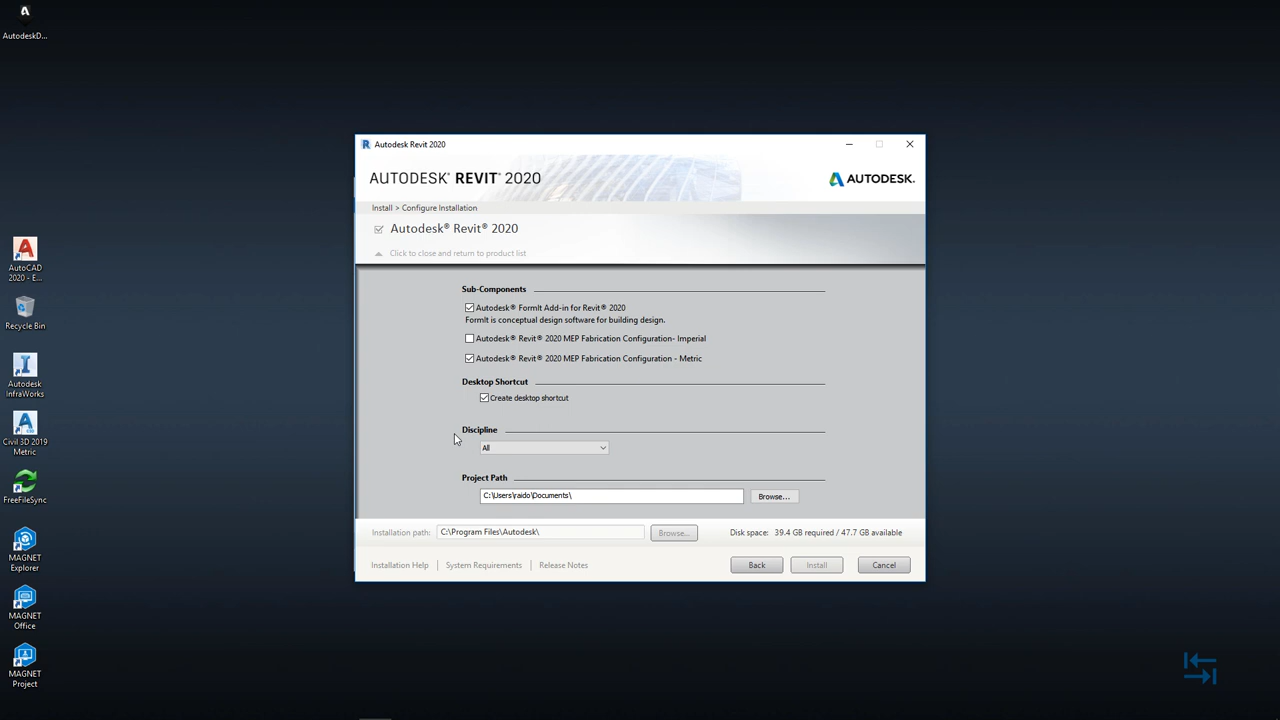 AutodeskD...
AutoCAD
2020 - E...
Recycle Bin
Autodesk
InfraWorks
Civil 3D 2019
Metric
FreeFileSync
MAGNET
Explorer
MAGNET
Office
MAGNET
Project
Autodesk Revit 2020
AUTODESK® REVIT® 2020
AUTODESK.
Install > Configure Installation
Autodesk® Revit® 2020
Click to close and return to product list
Sub-Components
Autodesk® FormIt Add-in for Revit® 2020
FormIt is conceptual design software for building design.
Autodesk® Revit® 2020 MEP Fabrication Configuration- Imperial
Autodesk® Revit® 2020 MEP Fabrication Configuration - Metric
Desktop Shortcut
Create desktop shortcut
Discipline
All
Project Path
C:\Users\raido\Documents\
Browse...
Installation path: C:\Program Files\Autodesk\ Browse... Disk space: 39.4 GB required / 47.7 GB available
Installation Help System Requirements Release Notes Back Install Cancel